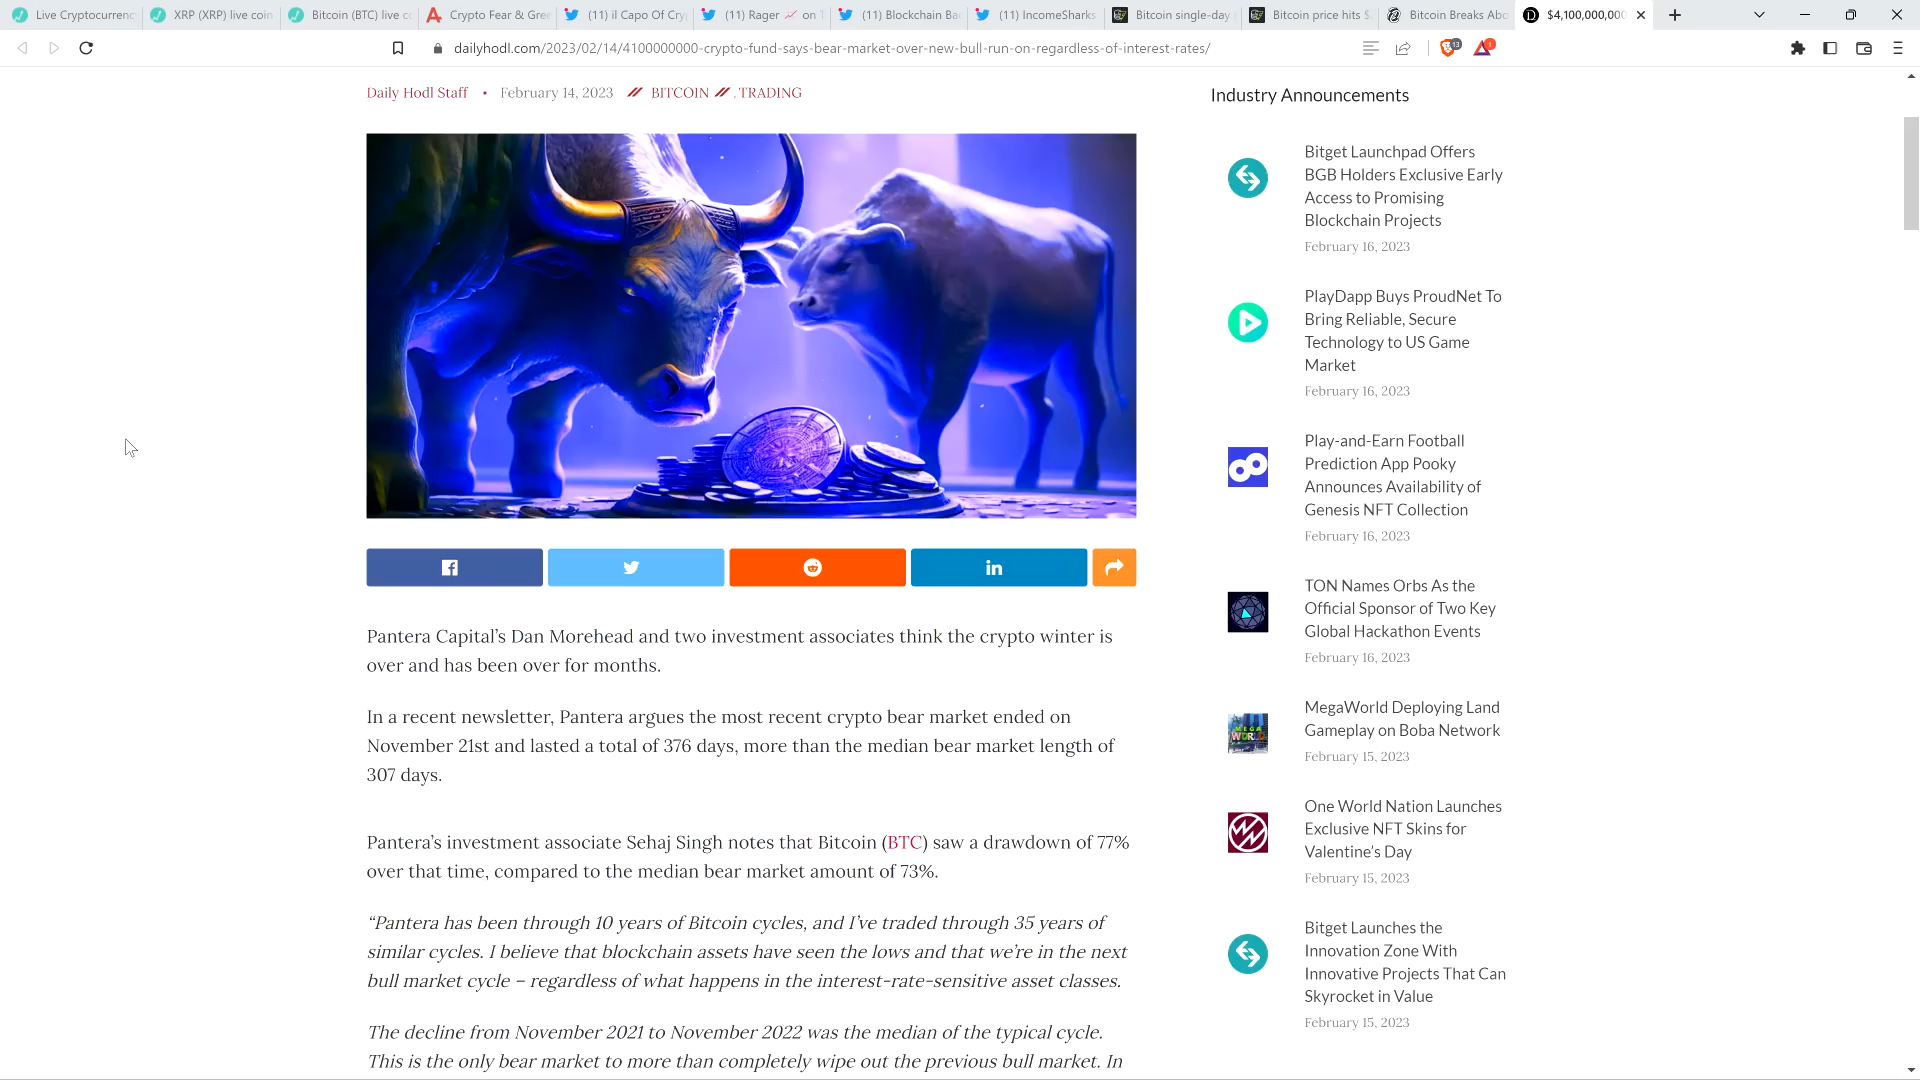 Live Cryptocurrenc
XRP (XRP) live coin
Bitcoin (BTC) live c
Crypto Fear & Gre
(11) il Capo Of Cry
(11) Rager 📈 on T
(11) Blockchain Ba
(11) IncomeSharks
Bitcoin single-day
Bitcoin price hits $
Bitcoin Breaks Abo
$4,100,000,000
dailyhodl.com/2023/02/14/4100000000-crypto-fund-says-bear-market-over-new-bull-run-on-regardless-of-interest-rates/
Daily Hodl Staff • February 14, 2023 BITCOIN , TRADING
Pantera Capital’s Dan Morehead and two investment associates think the crypto winter is
over and has been over for months.
In a recent newsletter, Pantera argues the most recent crypto bear market ended on
November 21st and lasted a total of 376 days, more than the median bear market length of
307 days.
Pantera’s investment associate Sehaj Singh notes that Bitcoin (BTC) saw a drawdown of 77%
over that time, compared to the median bear market amount of 73%.
“Pantera has been through 10 years of Bitcoin cycles, and I’ve traded through 35 years of
similar cycles. I believe that blockchain assets have seen the lows and that we’re in the next
bull market cycle – regardless of what happens in the interest-rate-sensitive asset classes.
The decline from November 2021 to November 2022 was the median of the typical cycle.
This is the only bear market to more than completely wipe out the previous bull market. In
Industry Announcements
Bitget Launchpad Offers
BGB Holders Exclusive Early
Access to Promising
Blockchain Projects
February 16, 2023
PlayDapp Buys ProudNet To
Bring Reliable, Secure
Technology to US Game
Market
February 16, 2023
Play-and-Earn Football
Prediction App Pooky
Announces Availability of
Genesis NFT Collection
February 16, 2023
TON Names Orbs As the
Official Sponsor of Two Key
Global Hackathon Events
February 16, 2023
MEGA
WORLD
MegaWorld Deploying Land
Gameplay on Boba Network
February 15, 2023
One World Nation Launches
Exclusive NFT Skins for
Valentine’s Day
February 15, 2023
Bitget Launches the
Innovation Zone With
Innovative Projects That Can
Skyrocket in Value
February 15, 2023